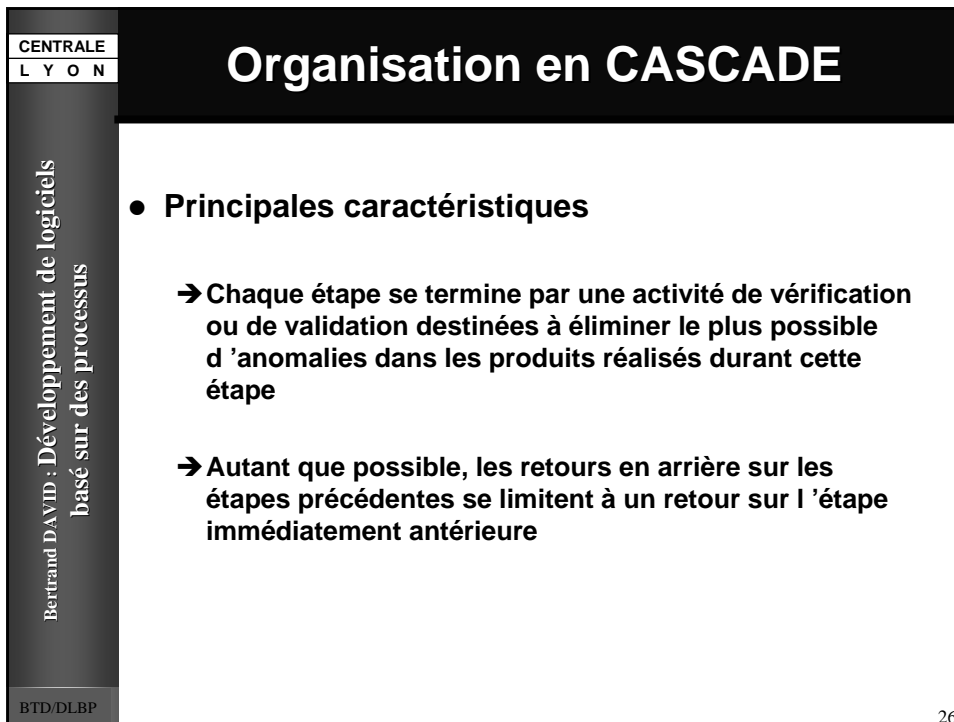 CENTRALE
L Y O N
Organisation en CASCADE
Bertrand DAVID : Développement de logiciels
basé sur des processus
● Principales caractéristiques
➔ Chaque étape se termine par une activité de vérification
ou de validation destinées à éliminer le plus possible
d ’anomalies dans les produits réalisés durant cette
étape
➔ Autant que possible, les retours en arrière sur les
étapes précédentes se limitent à un retour sur l ’étape
immédiatement antérieure
BTD/DLBP
26